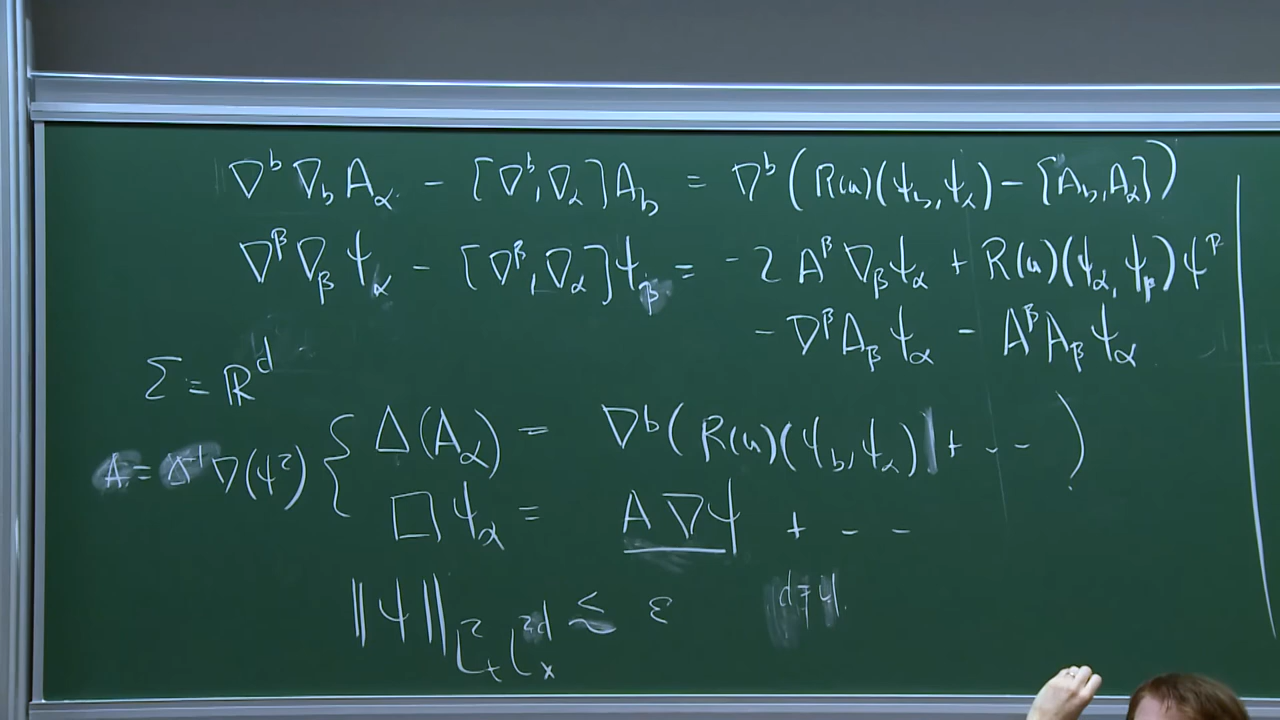 ∇^b ∇_b A_α − [∇^b, ∇_α] A_b = ∇^b (R(u)(ψ_b, ψ_α) − [A_b, A_α])
∇^β ∇_β ψ_α − [∇^β, ∇_α] ψ_β = −2 A^β ∇_β ψ_α + R(u)(ψ_α, ψ_β) ψ^β
− ∇^β A_β ψ_α − A^β A_β ψ_α
Σ = ℝ^d
Δ(A_α) = ∇^b (R(u)(ψ_b, ψ_α) + - - )
A = Δ^{-1} ∇(ψ²) {
□ ψ_α = A ∇ψ + - - -
‖ψ‖_{L^2_t L^{2d}_x} ≲ ε d=4